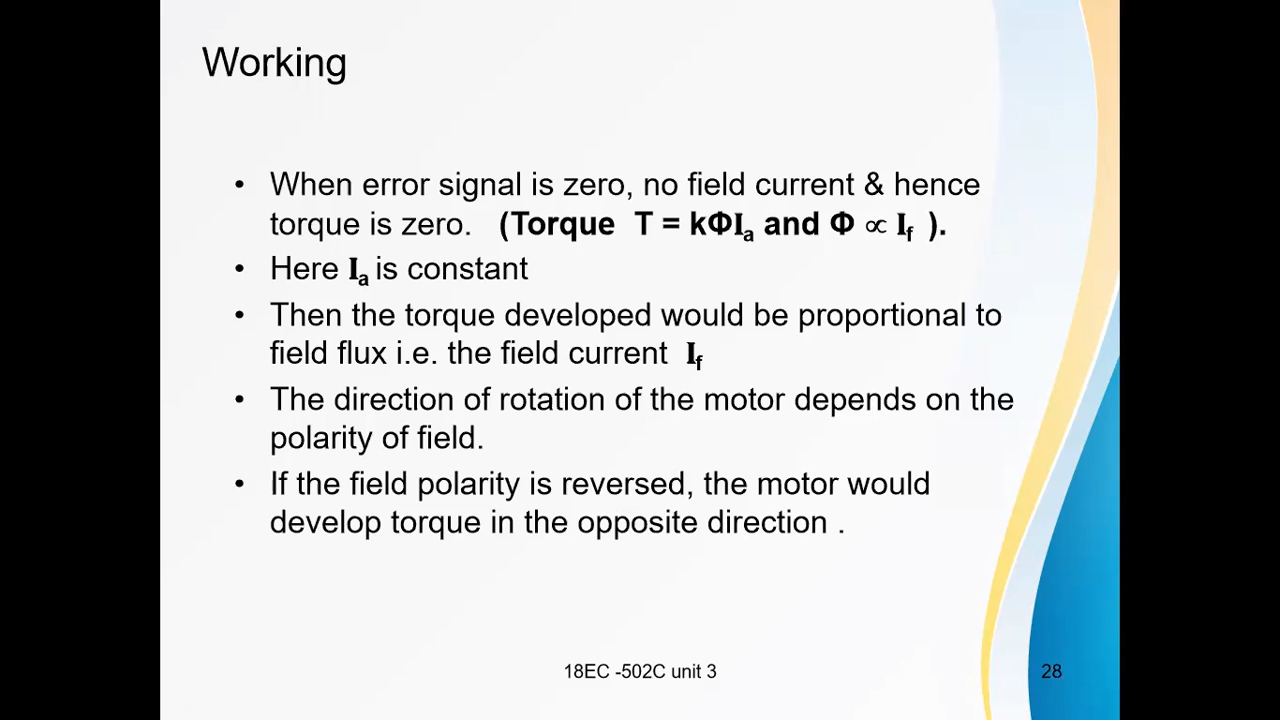 Working
• When error signal is zero, no field current & hence
torque is zero. (Torque T = kΦIa and Φ ∝ If ).
• Here Ia is constant
• Then the torque developed would be proportional to
field flux i.e. the field current If
• The direction of rotation of the motor depends on the
polarity of field.
• If the field polarity is reversed, the motor would
develop torque in the opposite direction .
18EC -502C unit 3
28